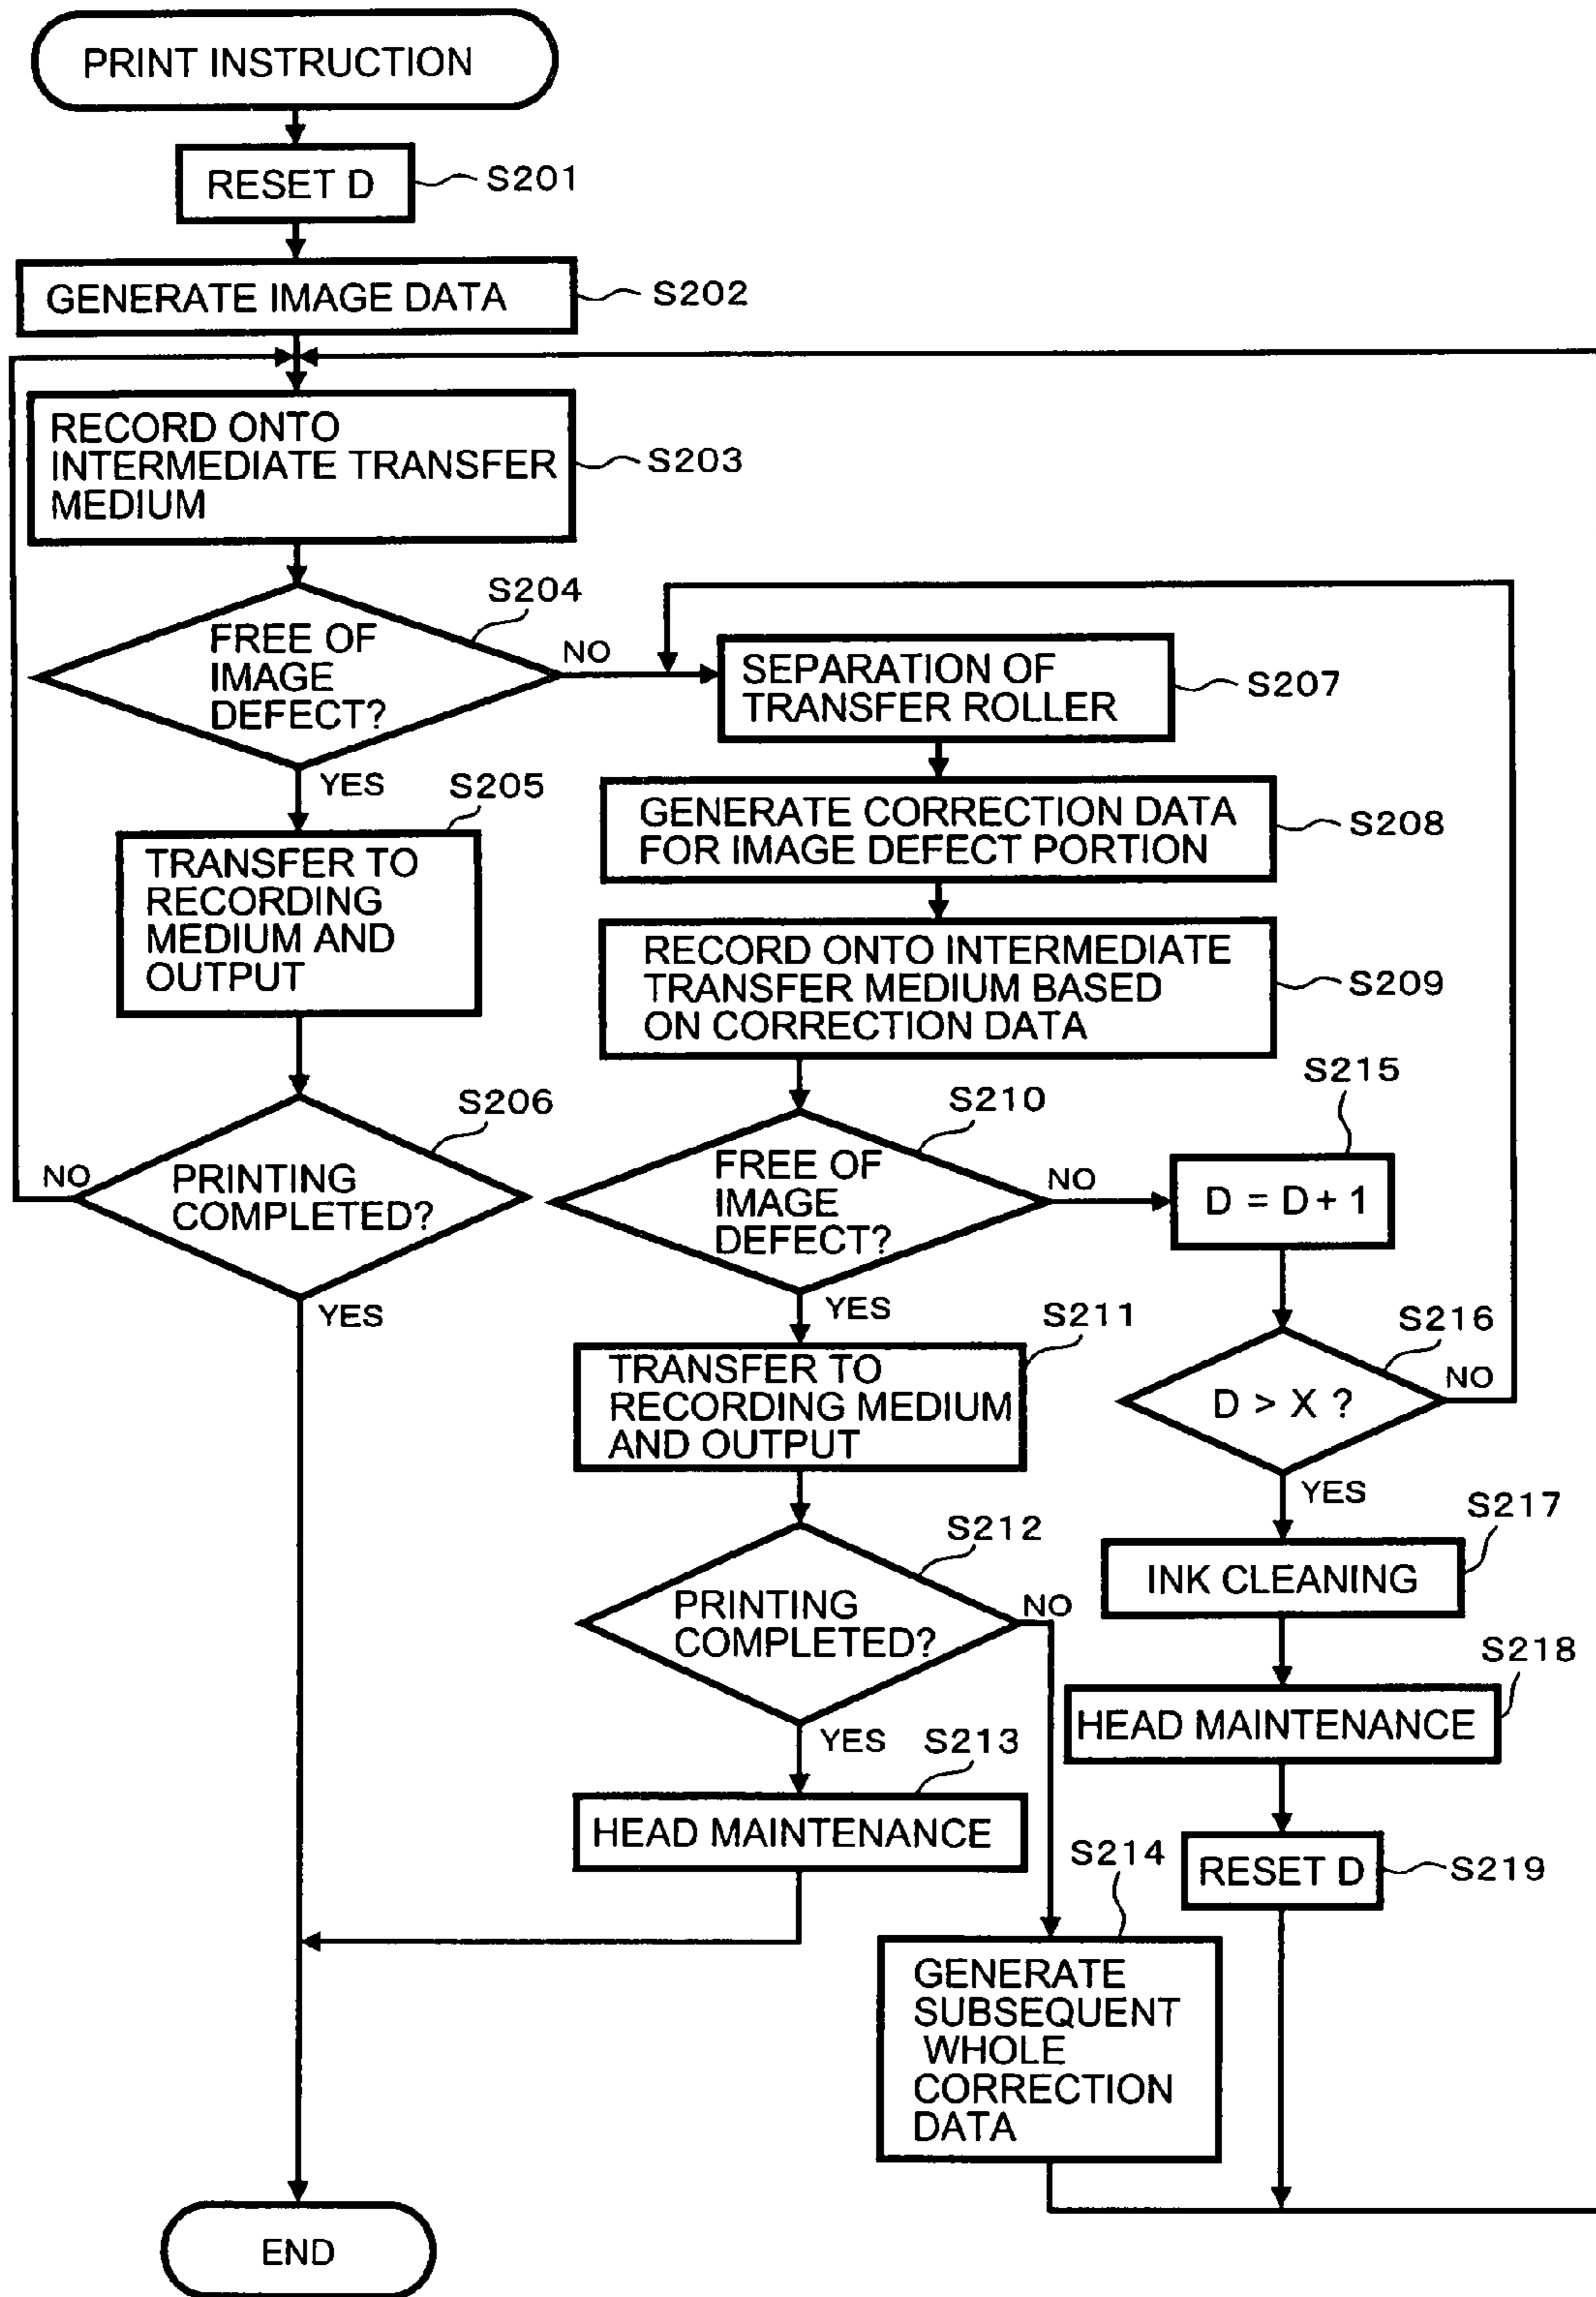 PRINT INSTRUCTION
RESET D
S201
GENERATE IMAGE DATA
S202
RECORD ONTO
INTERMEDIATE TRANSFER
MEDIUM
S203
S204
FREE OF
IMAGE
DEFECT?
NO
YES
SEPARATION OF
TRANSFER ROLLER
S207
S205
TRANSFER TO
RECORDING
MEDIUM AND
OUTPUT
GENERATE CORRECTION DATA
FOR IMAGE DEFECT PORTION
S208
RECORD ONTO INTERMEDIATE
TRANSFER MEDIUM BASED
ON CORRECTION DATA
S209
S206
NO
PRINTING
COMPLETED?
YES
S210
FREE OF
IMAGE
DEFECT?
NO
YES
S215
D = D + 1
S211
TRANSFER TO
RECORDING MEDIUM
AND OUTPUT
S216
D > X ?
NO
YES
S212
PRINTING
COMPLETED?
NO
YES
S217
INK CLEANING
S218
HEAD MAINTENANCE
S213
HEAD MAINTENANCE
S214
GENERATE
SUBSEQUENT
WHOLE
CORRECTION
DATA
RESET D
S219
END